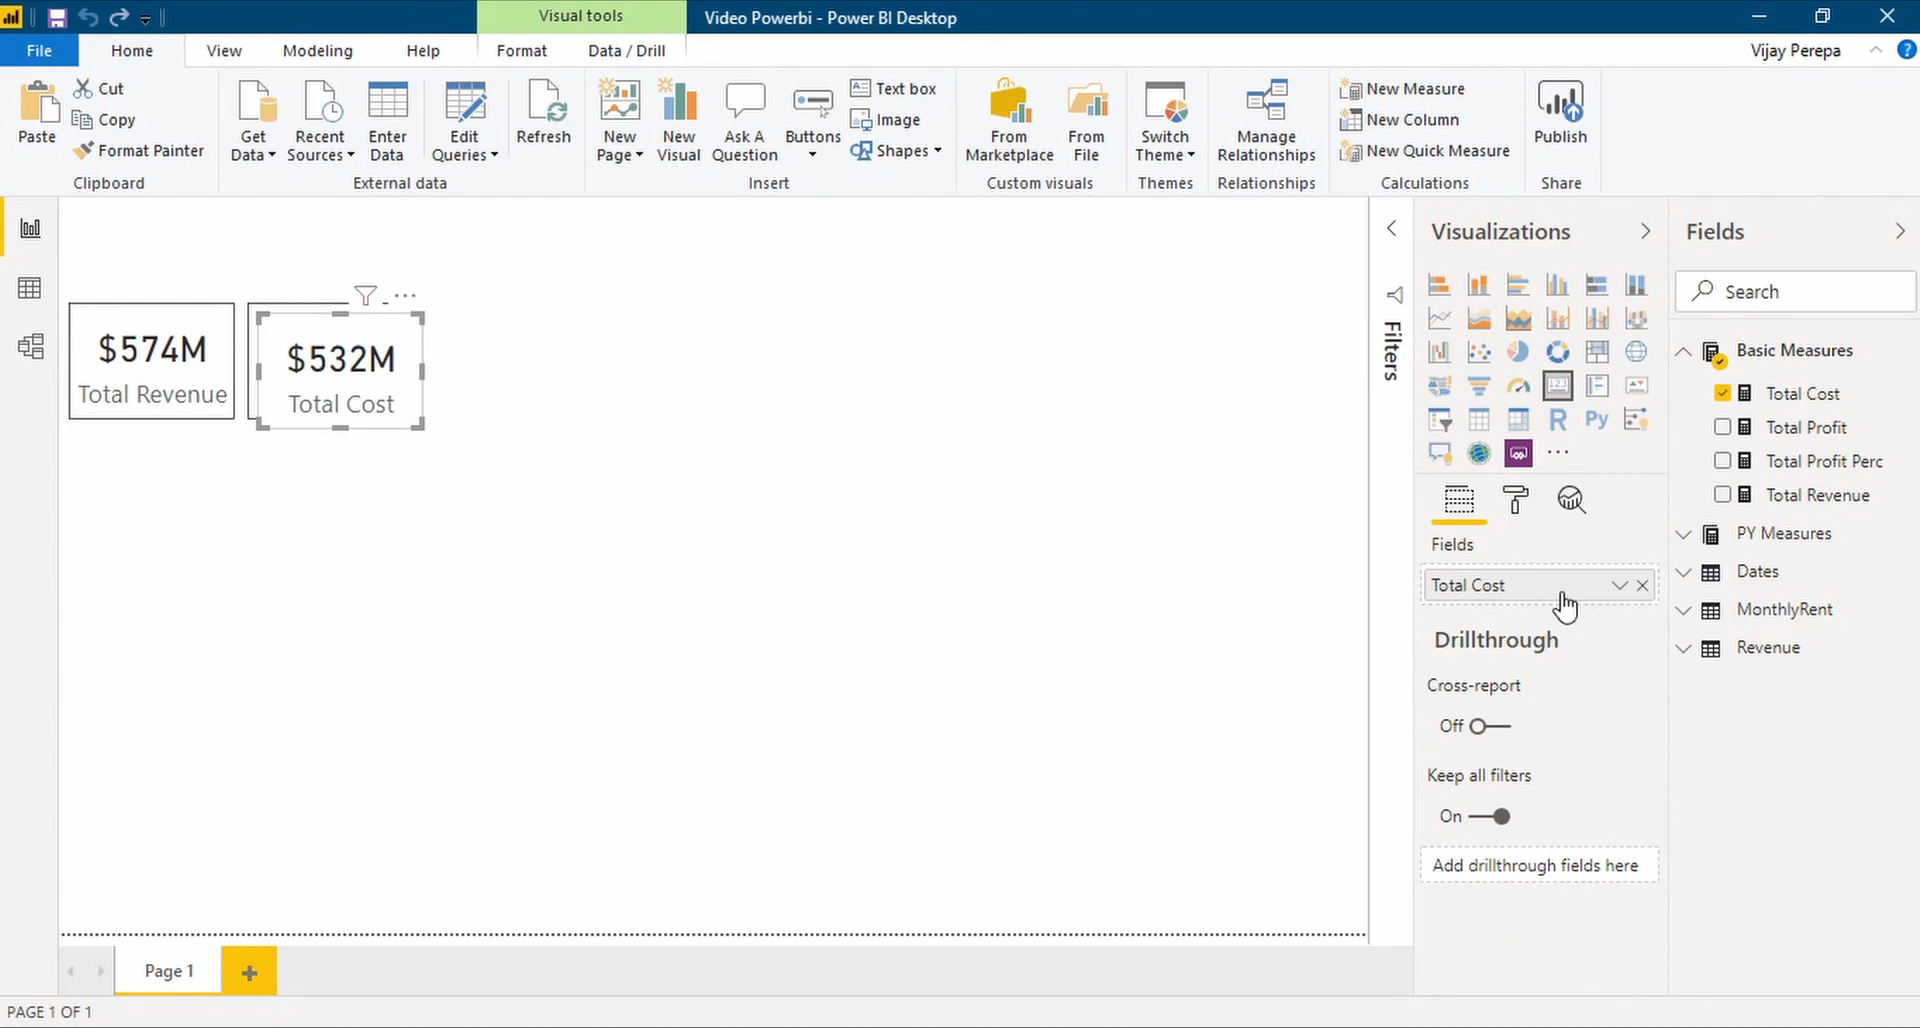 Visual tools
Video Powerbi - Power BI Desktop
File
Home
View
Modeling
Help
Format
Data / Drill
Vijay Perepa
?
Paste
Cut
Copy
Format Painter
Clipboard
Get
Data
Recent
Sources
Enter
Data
Edit
Queries
Refresh
External data
New
Page
New
Visual
Ask A
Question
Buttons
Text box
Image
Shapes
Insert
From
Marketplace
From
File
Custom visuals
Switch
Theme
Themes
Manage
Relationships
Relationships
New Measure
New Column
New Quick Measure
Calculations
Publish
Share
$574M
Total Revenue
$532M
Total Cost
Filters
Visualizations
123
R
Py
Fields
Total Cost
Drillthrough
Cross-report
Off
Keep all filters
On
Add drillthrough fields here
Fields
Search
Basic Measures
Total Cost
Total Profit
Total Profit Perc
Total Revenue
PY Measures
Dates
MonthlyRent
Revenue
Page 1
PAGE 1 OF 1